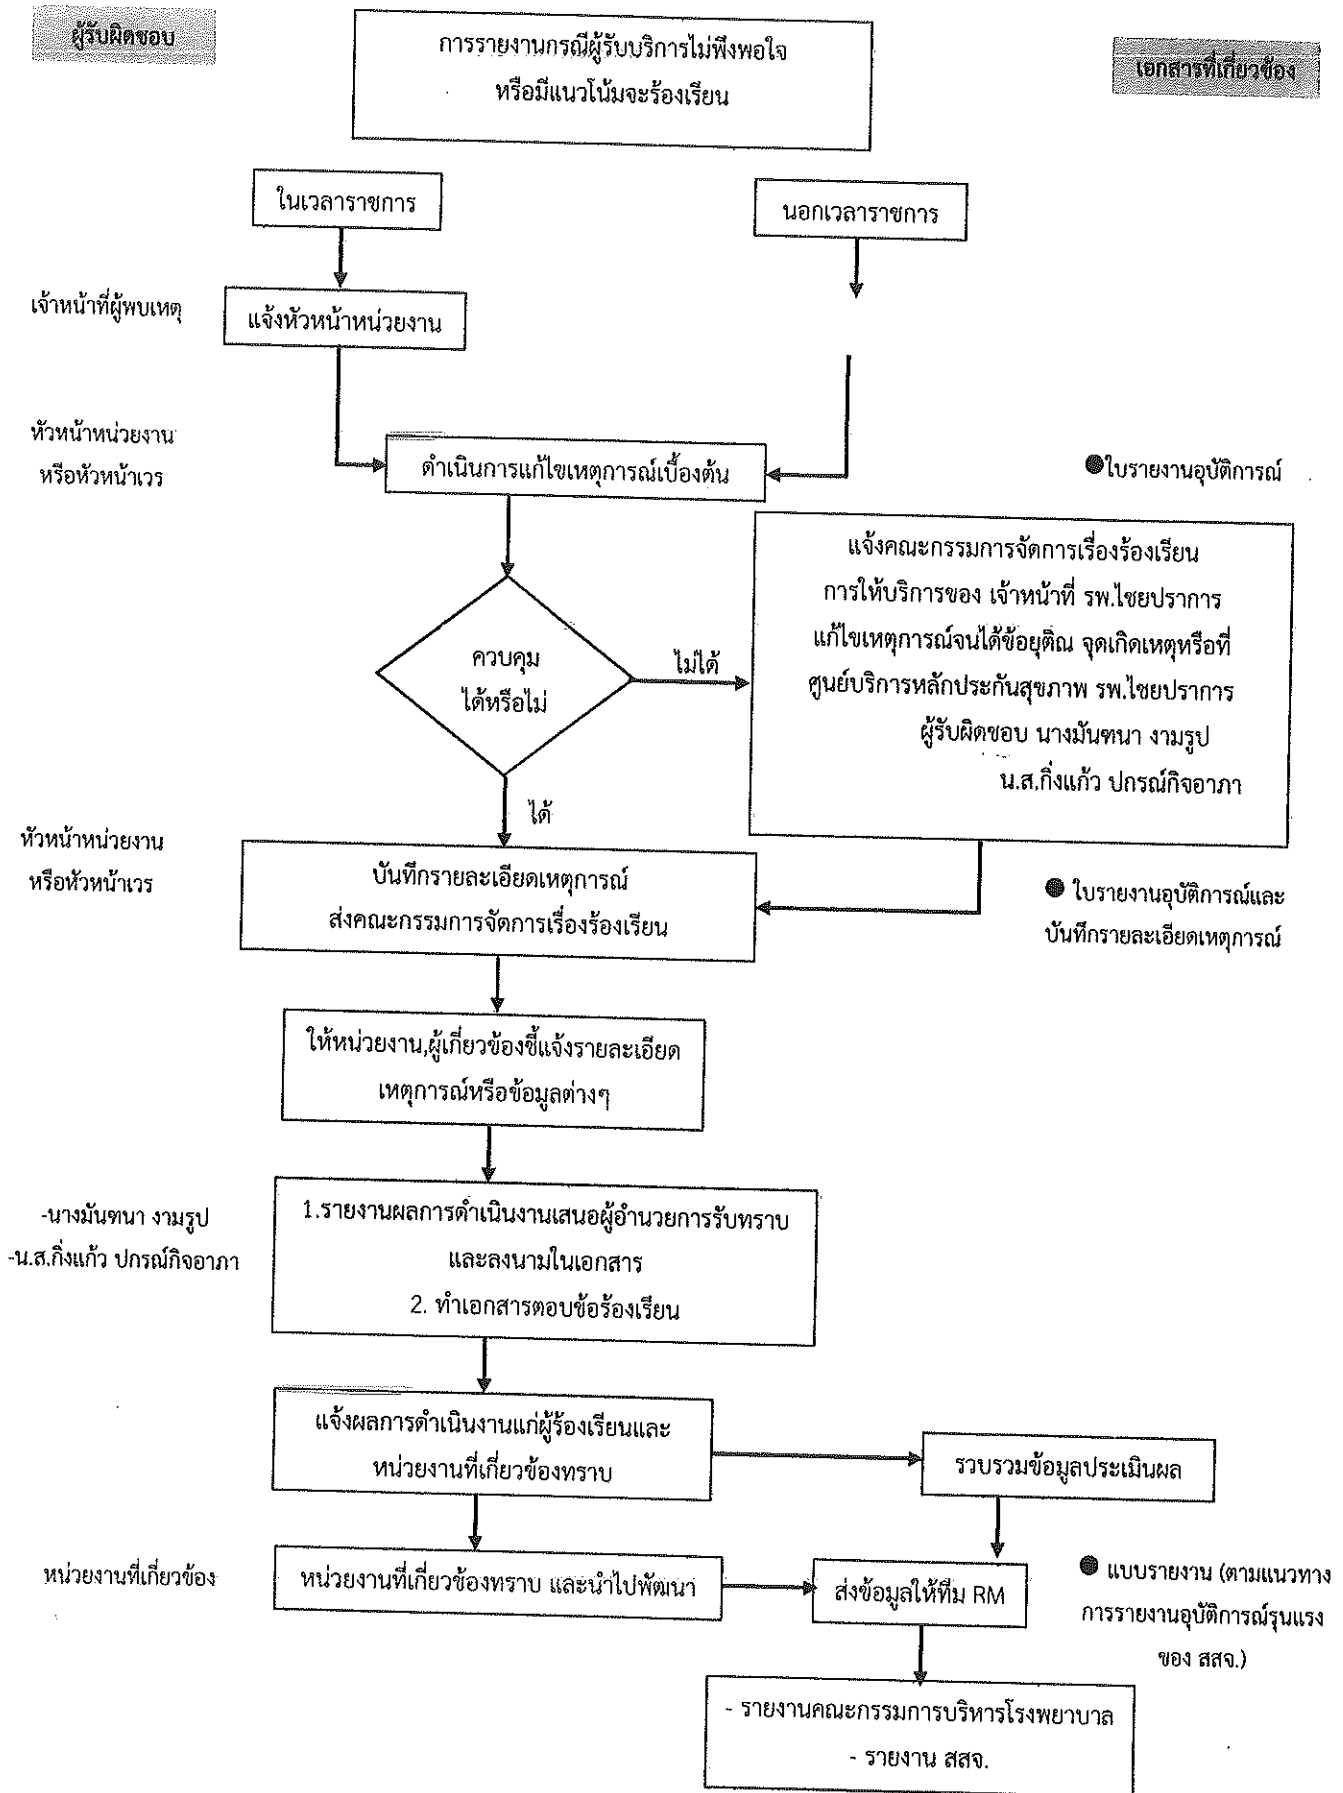 ผู้รับผิดชอบ
การรายงานกรณีผู้รับบริการไม่พึงพอใจ
หรือมีแนวโน้มจะร้องเรียน
เอกสารที่เกี่ยวข้อง
ในเวลาราชการ
นอกเวลาราชการ
เจ้าหน้าที่ผู้พบเหตุ
แจ้งหัวหน้าหน่วยงาน
หัวหน้าหน่วยงาน
หรือหัวหน้าเวร
ดำเนินการแก้ไขเหตุการณ์เบื้องต้น
●ใบรายงานอุบัติการณ์
ควบคุม
ได้หรือไม่
ไม่ได้
แจ้งคณะกรรมการจัดการเรื่องร้องเรียน
การให้บริการของ เจ้าหน้าที่ รพ.ไชยปราการ
แก้ไขเหตุการณ์จนได้ข้อยุติณ จุดเกิดเหตุหรือที่
ศูนย์บริการหลักประกันสุขภาพ รพ.ไชยปราการ
ผู้รับผิดชอบ นางมันฑนา งามรูป
น.ส.กิ่งแก้ว ปกรณ์กิจอาภา
ได้
หัวหน้าหน่วยงาน
หรือหัวหน้าเวร
บันทึกรายละเอียดเหตุการณ์
ส่งคณะกรรมการจัดการเรื่องร้องเรียน
● ใบรายงานอุบัติการณ์และ
บันทึกรายละเอียดเหตุการณ์
ให้หน่วยงาน,ผู้เกี่ยวข้องชี้แจ้งรายละเอียด
เหตุการณ์หรือข้อมูลต่างๆ
-นางมันฑนา งามรูป
-น.ส.กิ่งแก้ว ปกรณ์กิจอาภา
1.รายงานผลการดำเนินงานเสนอผู้อำนวยการรับทราบ
และลงนามในเอกสาร
2. ทำเอกสารตอบข้อร้องเรียน
แจ้งผลการดำเนินงานแก่ผู้ร้องเรียนและ
หน่วยงานที่เกี่ยวข้องทราบ
รวบรวมข้อมูลประเมินผล
หน่วยงานที่เกี่ยวข้อง
หน่วยงานที่เกี่ยวข้องทราบ และนำไปพัฒนา
ส่งข้อมูลให้ทีม RM
● แบบรายงาน (ตามแนวทาง
การรายงานอุบัติการณ์รุนแรง
ของ สสจ.)
- รายงานคณะกรรมการบริหารโรงพยาบาล
- รายงาน สสจ.